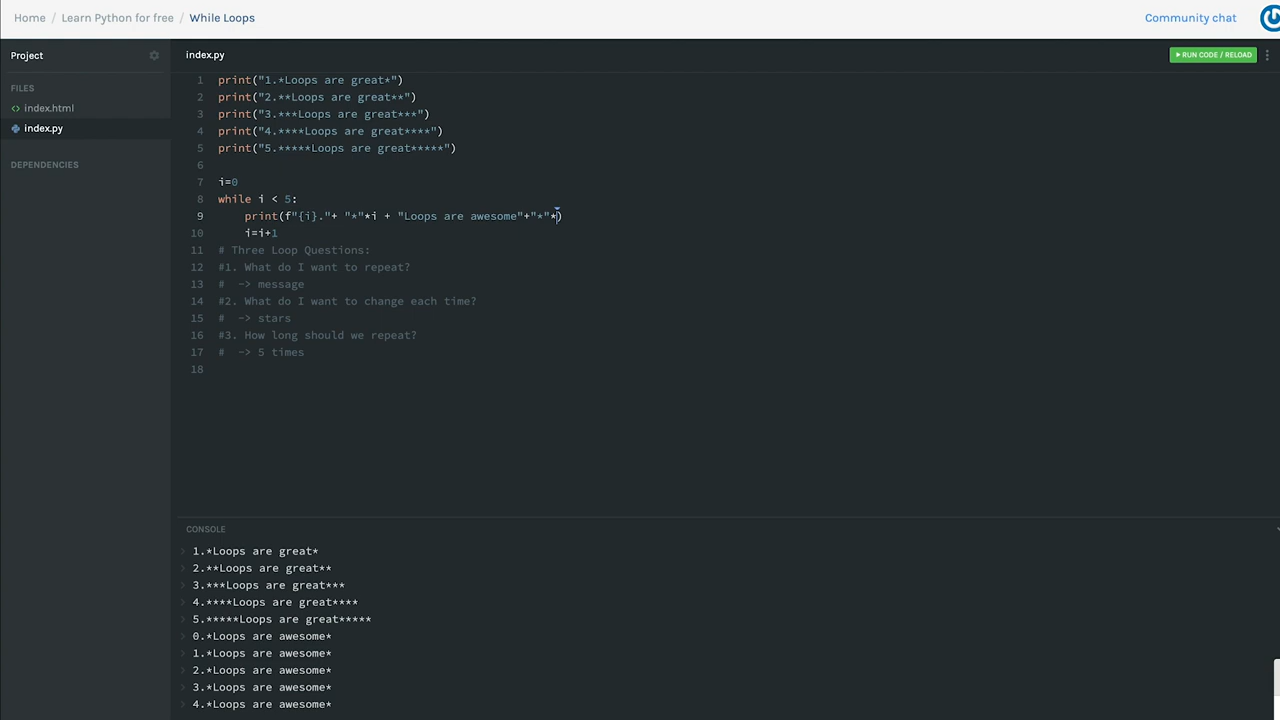 Home / Learn Python for free / While Loops
Community chat
Project
index.py
RUN CODE / RELOAD
FILES
index.html
index.py
DEPENDENCIES
1 print("1.*Loops are great*")
2 print("2.**Loops are great**")
3 print("3.***Loops are great***")
4 print("4.****Loops are great****")
5 print("5.*****Loops are great*****")
6
7 i=0
8 while i < 5:
9 print(f"{i}."+ "*"*i + "Loops are awesome"+"*"*)
10 i=i+1
11 # Three Loop Questions:
12 #1. What do I want to repeat?
13 # -> message
14 #2. What do I want to change each time?
15 # -> stars
16 #3. How long should we repeat?
17 # -> 5 times
18
CONSOLE
> 1.*Loops are great*
> 2.**Loops are great**
> 3.***Loops are great***
> 4.****Loops are great****
> 5.*****Loops are great*****
> 0.*Loops are awesome*
> 1.*Loops are awesome*
> 2.*Loops are awesome*
> 3.*Loops are awesome*
> 4.*Loops are awesome*